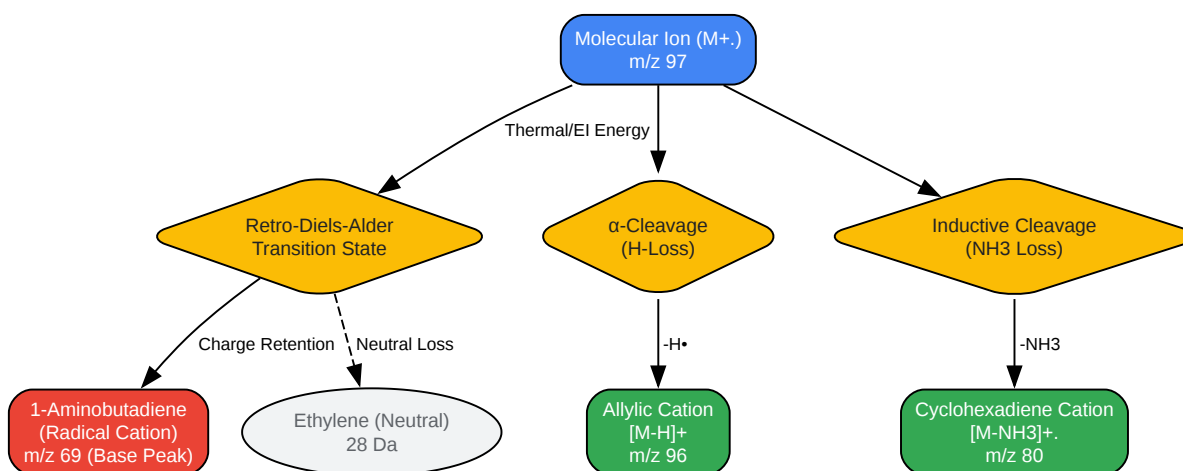 Molecular Ion (M+.)
m/z 97
Thermal/EI Energy
Retro-Diels-Alder
Transition State
α-Cleavage
(H-Loss)
Inductive Cleavage
(NH3 Loss)
Charge Retention
Neutral Loss
-H•
-NH3
1-Aminobutadiene
(Radical Cation)
m/z 69 (Base Peak)
Ethylene (Neutral)
28 Da
Allylic Cation
[M-H]+
m/z 96
Cyclohexadiene Cation
[M-NH3]+.
m/z 80